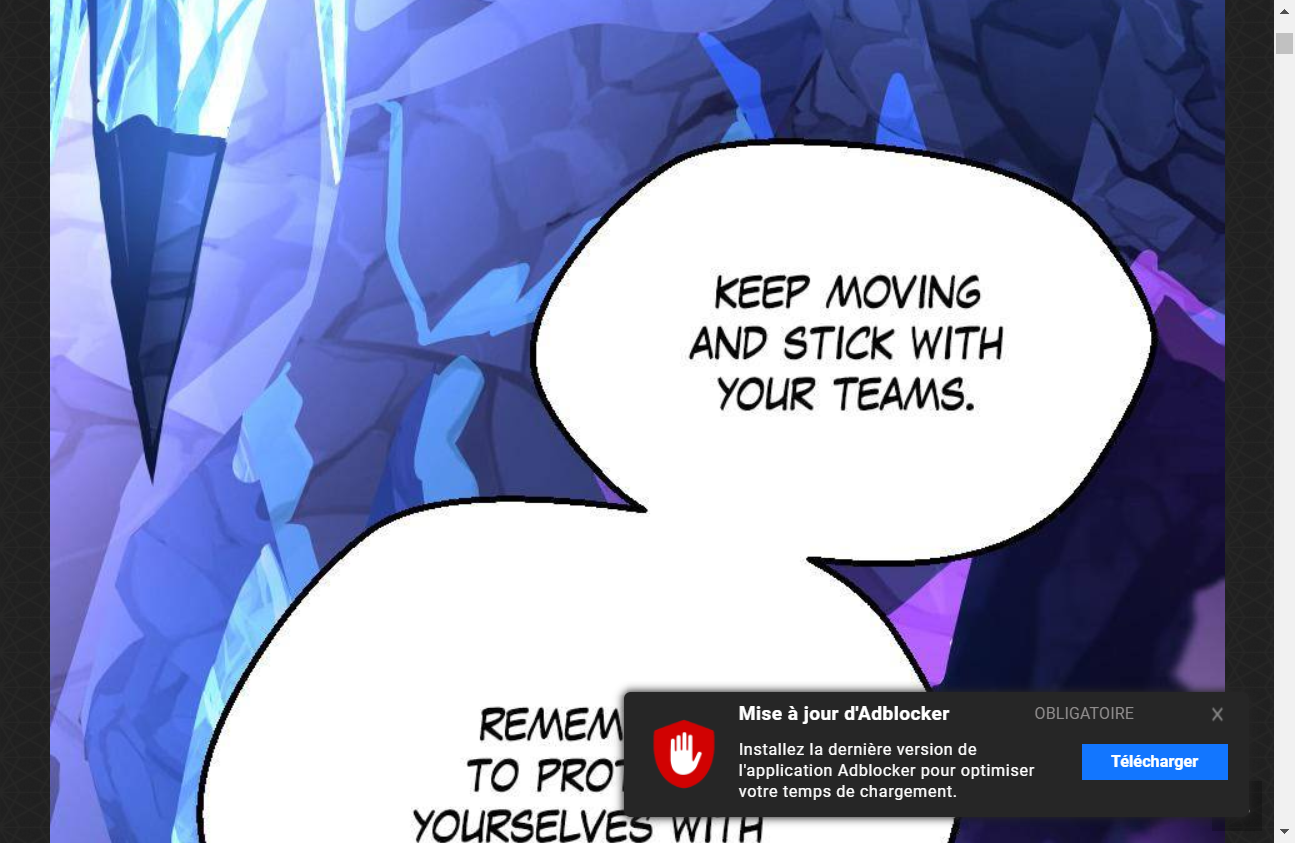 KEEP MOVING
AND STICK WITH
YOUR TEAMS.
REMEM
TO PROT
YOURSELVES WITH
Mise à jour d'Adblocker
OBLIGATOIRE
X
Installez la dernière version de
l'application Adblocker pour optimiser
votre temps de chargement.
Télécharger